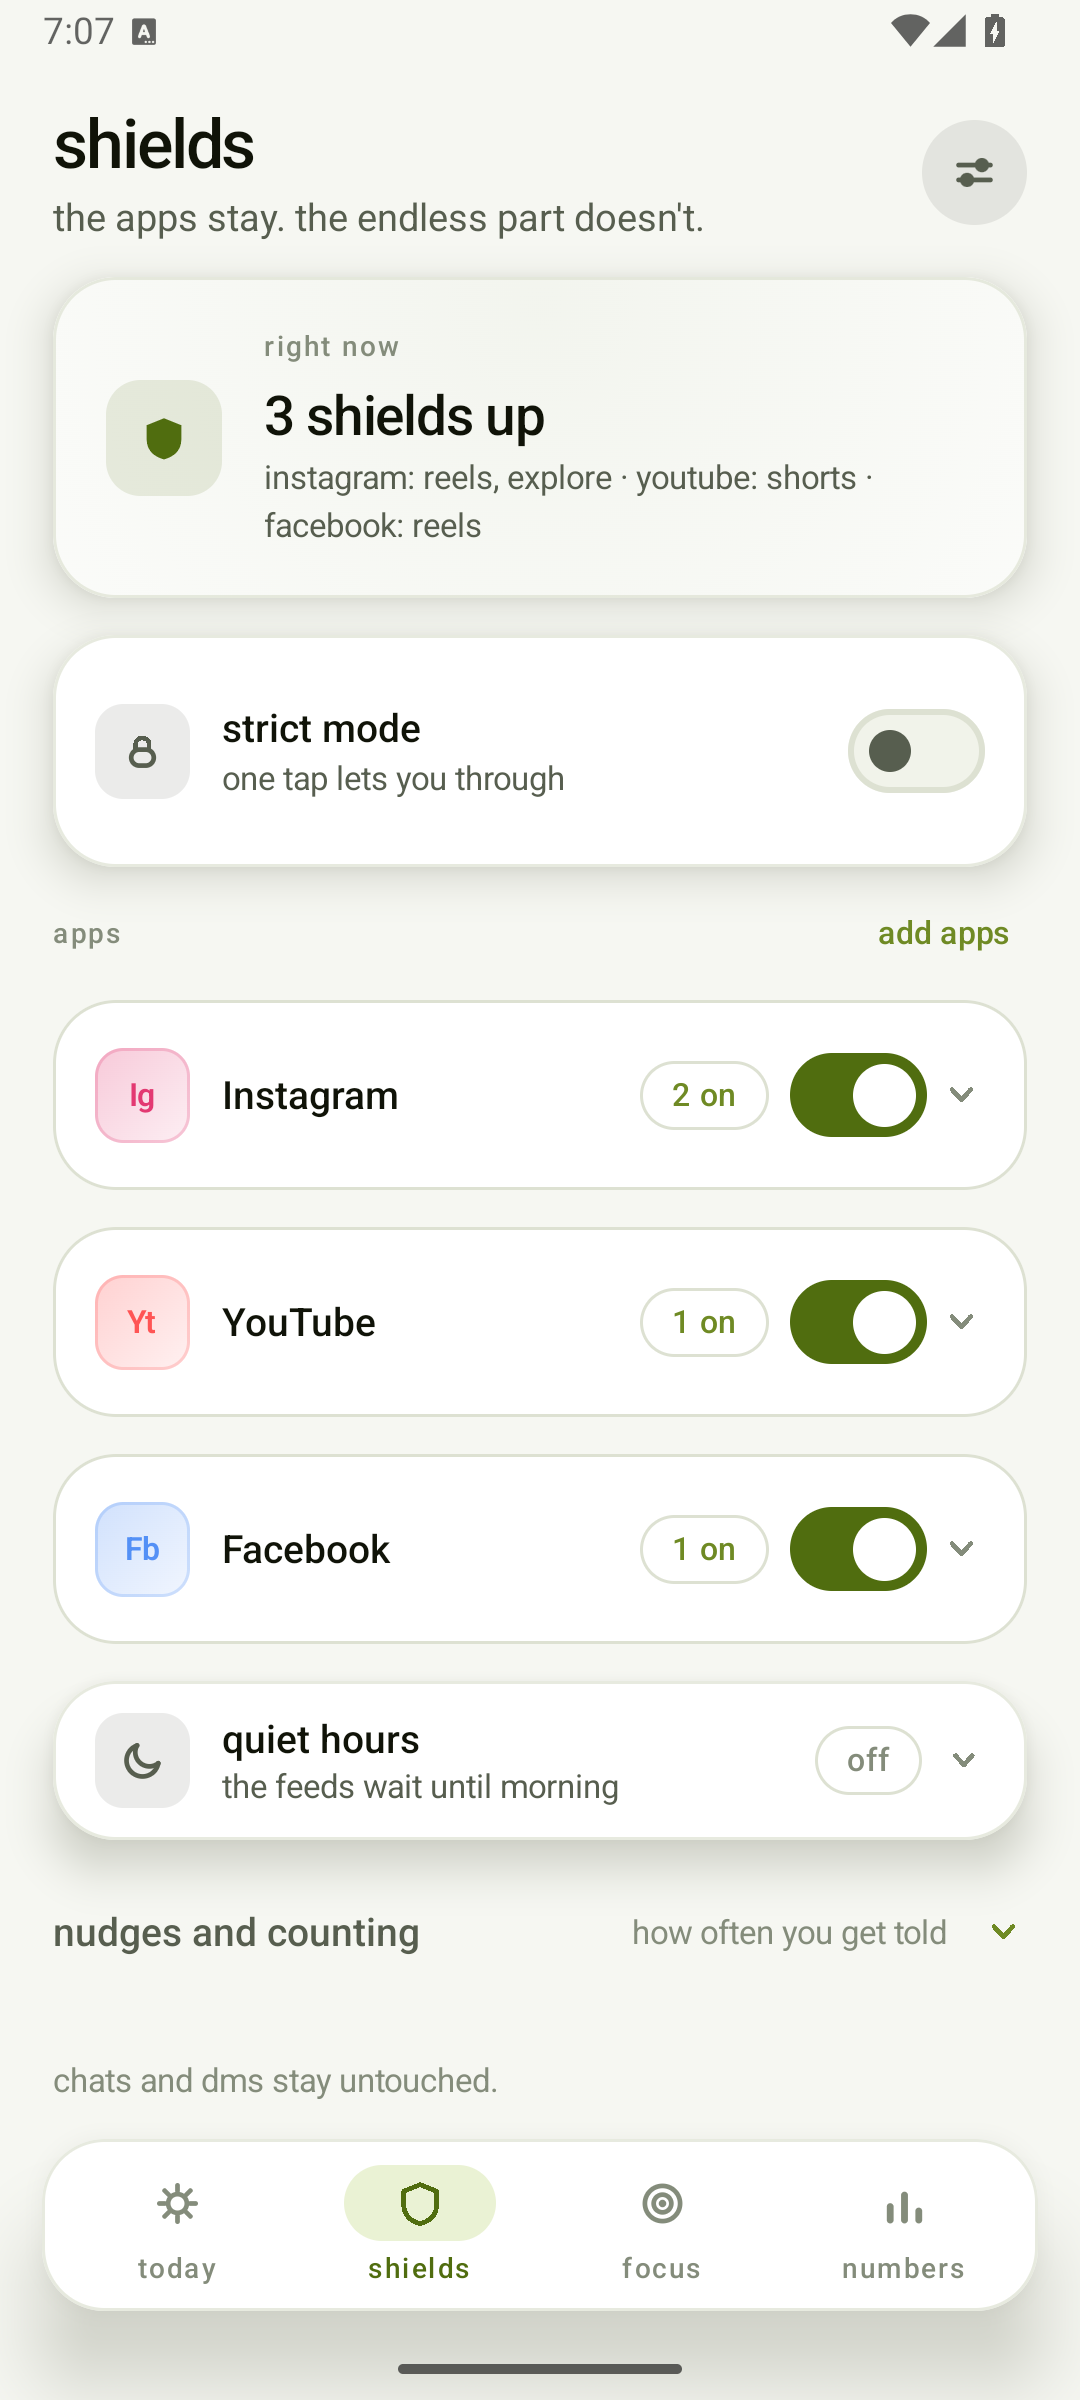 7:07
shields
the apps stay. the endless part doesn't.
right now
3 shields up
instagram: reels, explore · youtube: shorts ·
facebook: reels
strict mode
one tap lets you through
apps
add apps
Ig
Instagram
2 on
Yt
YouTube
1 on
Fb
Facebook
1 on
quiet hours
the feeds wait until morning
off
nudges and counting
how often you get told
chats and dms stay untouched.
today
shields
focus
numbers